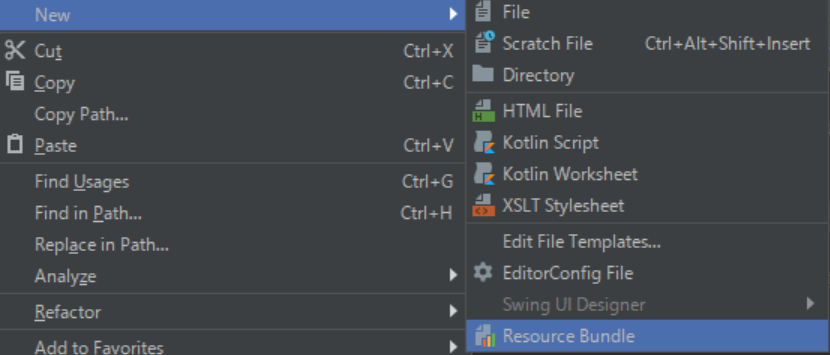 New
Cut Ctrl+X
Copy Ctrl+C
Copy Path...
Paste Ctrl+V
Find Usages Ctrl+G
Find in Path... Ctrl+H
Replace in Path...
Analyze
Refactor
Add to Favorites
File
Scratch File Ctrl+Alt+Shift+Insert
Directory
HTML File
Kotlin Script
Kotlin Worksheet
XSLT Stylesheet
Edit File Templates...
EditorConfig File
Swing UI Designer
Resource Bundle